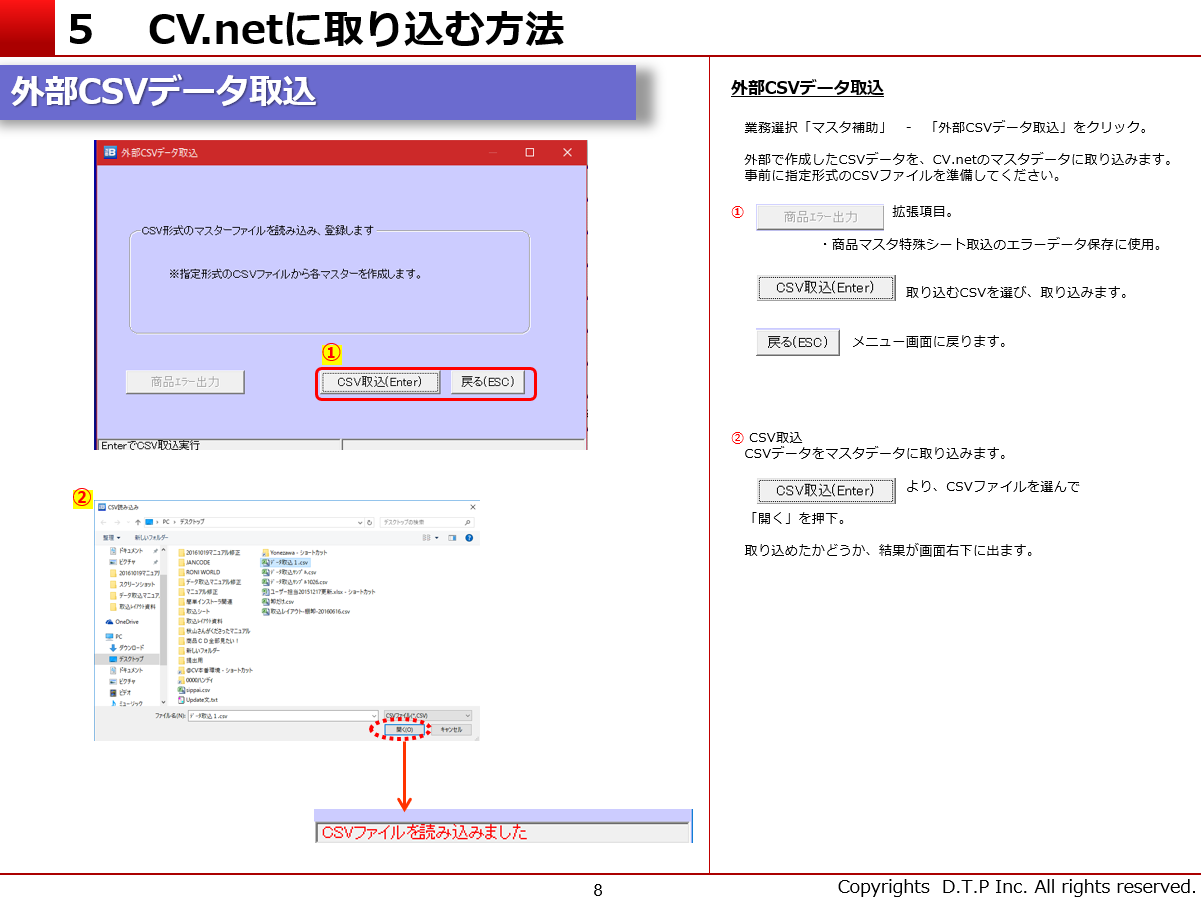 5　CV.netに取り込む方法
外部CSVデータ取込
外部CSVデータ取込
CSV形式のマスターファイルを読み込み、登録します
※指定形式のCSVファイルから各マスターを作成します。
①
商品エラー出力
CSV取込(Enter)
戻る(ESC)
EnterでCSV取込実行
②
CSV読み込み
PC › デスクトップ
デスクトップの検索
整理
新しいフォルダー
ドキュメント
ピクチャ
20161019マニュアル
スクリーンショット
データ取込マニュアル
取込レイアウト資料
OneDrive
PC
ダウンロード
デスクトップ
ドキュメント
ピクチャ
ビデオ
ミュージック
20161019マニュアル修正
JANCODE
RONI WORLD
データ取込マニュアル修正
マニュアル修正
簡単インストーラ関連
取込シート
取込レイアウト資料
秋山さんがくださったマニュアル
商品ＣＤ全部見たい！
新しいフォルダー
提出用
@CV本番環境 - ショートカット
0000ハンディ
sippai.csv
Update文.txt
Yonezawa - ショートカット
ﾃﾞｰﾀ取込１.csv
ﾃﾞｰﾀ取込ｻﾝﾌﾟﾙ.csv
ﾃﾞｰﾀ取込ｻﾝﾌﾟﾙ1026.csv
ユーザー担当20151217更新.xlsx - ショートカット
卸だけ.csv
取込レイアウト-棚卸-20160616.csv
ファイル名(N):
ﾃﾞｰﾀ取込１.csv
CSVファイル(*.CSV)
開く(O)
キャンセル
CSVファイルを読み込みました
外部CSVデータ取込
業務選択「マスタ補助」　-　「外部CSVデータ取込」をクリック。
外部で作成したCSVデータを、CV.netのマスタデータに取り込みます。
事前に指定形式のCSVファイルを準備してください。
① 商品エラー出力 拡張項目。
・商品マスタ特殊シート取込のエラーデータ保存に使用。
CSV取込(Enter) 取り込むCSVを選び、取り込みます。
戻る(ESC) メニュー画面に戻ります。
② CSV取込
CSVデータをマスタデータに取り込みます。
CSV取込(Enter) より、CSVファイルを選んで
「開く」を押下。
取り込めたかどうか、結果が画面右下に出ます。
8
Copyrights D.T.P Inc. All rights reserved.